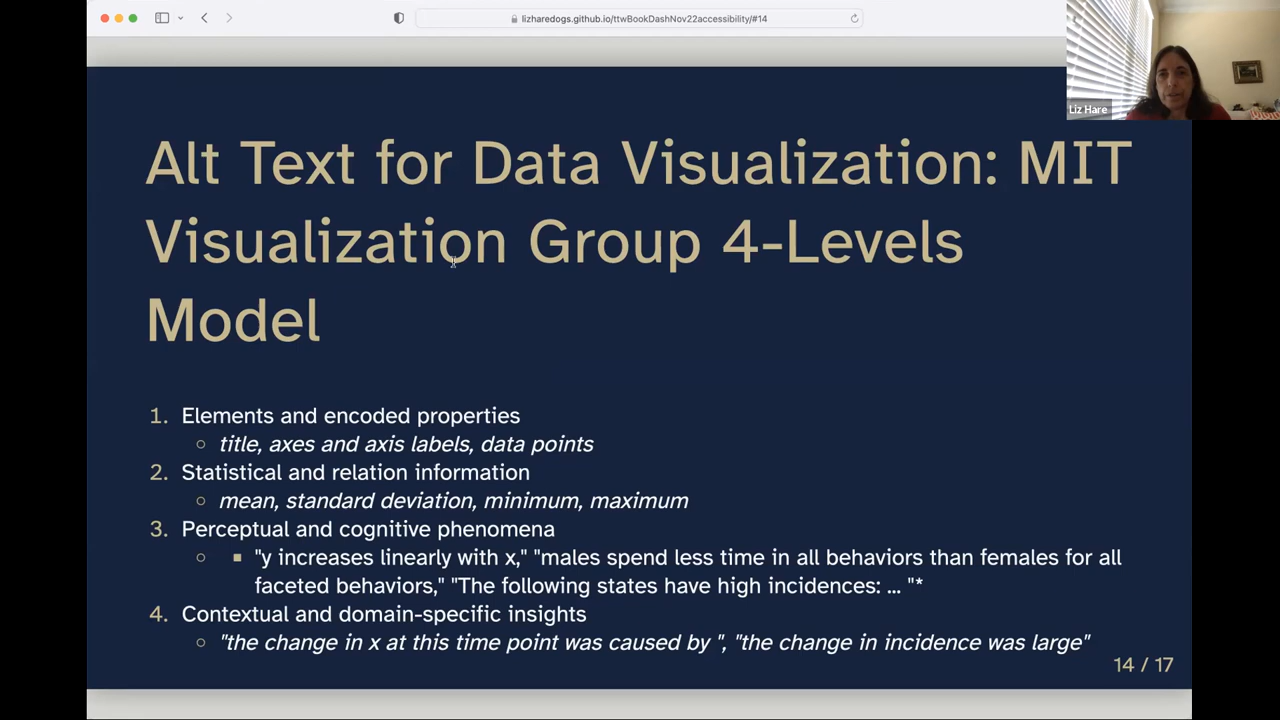 lizharedogs.github.io/ttwBookDashNov22accessibility/#14
Liz Hare
Alt Text for Data Visualization: MIT
Visualization Group 4-Levels
Model
1. Elements and encoded properties
title, axes and axis labels, data points
2. Statistical and relation information
mean, standard deviation, minimum, maximum
3. Perceptual and cognitive phenomena
"y increases linearly with x," "males spend less time in all behaviors than females for all
faceted behaviors," "The following states have high incidences: ... "*
4. Contextual and domain-specific insights
"the change in x at this time point was caused by ", "the change in incidence was large"
14 / 17